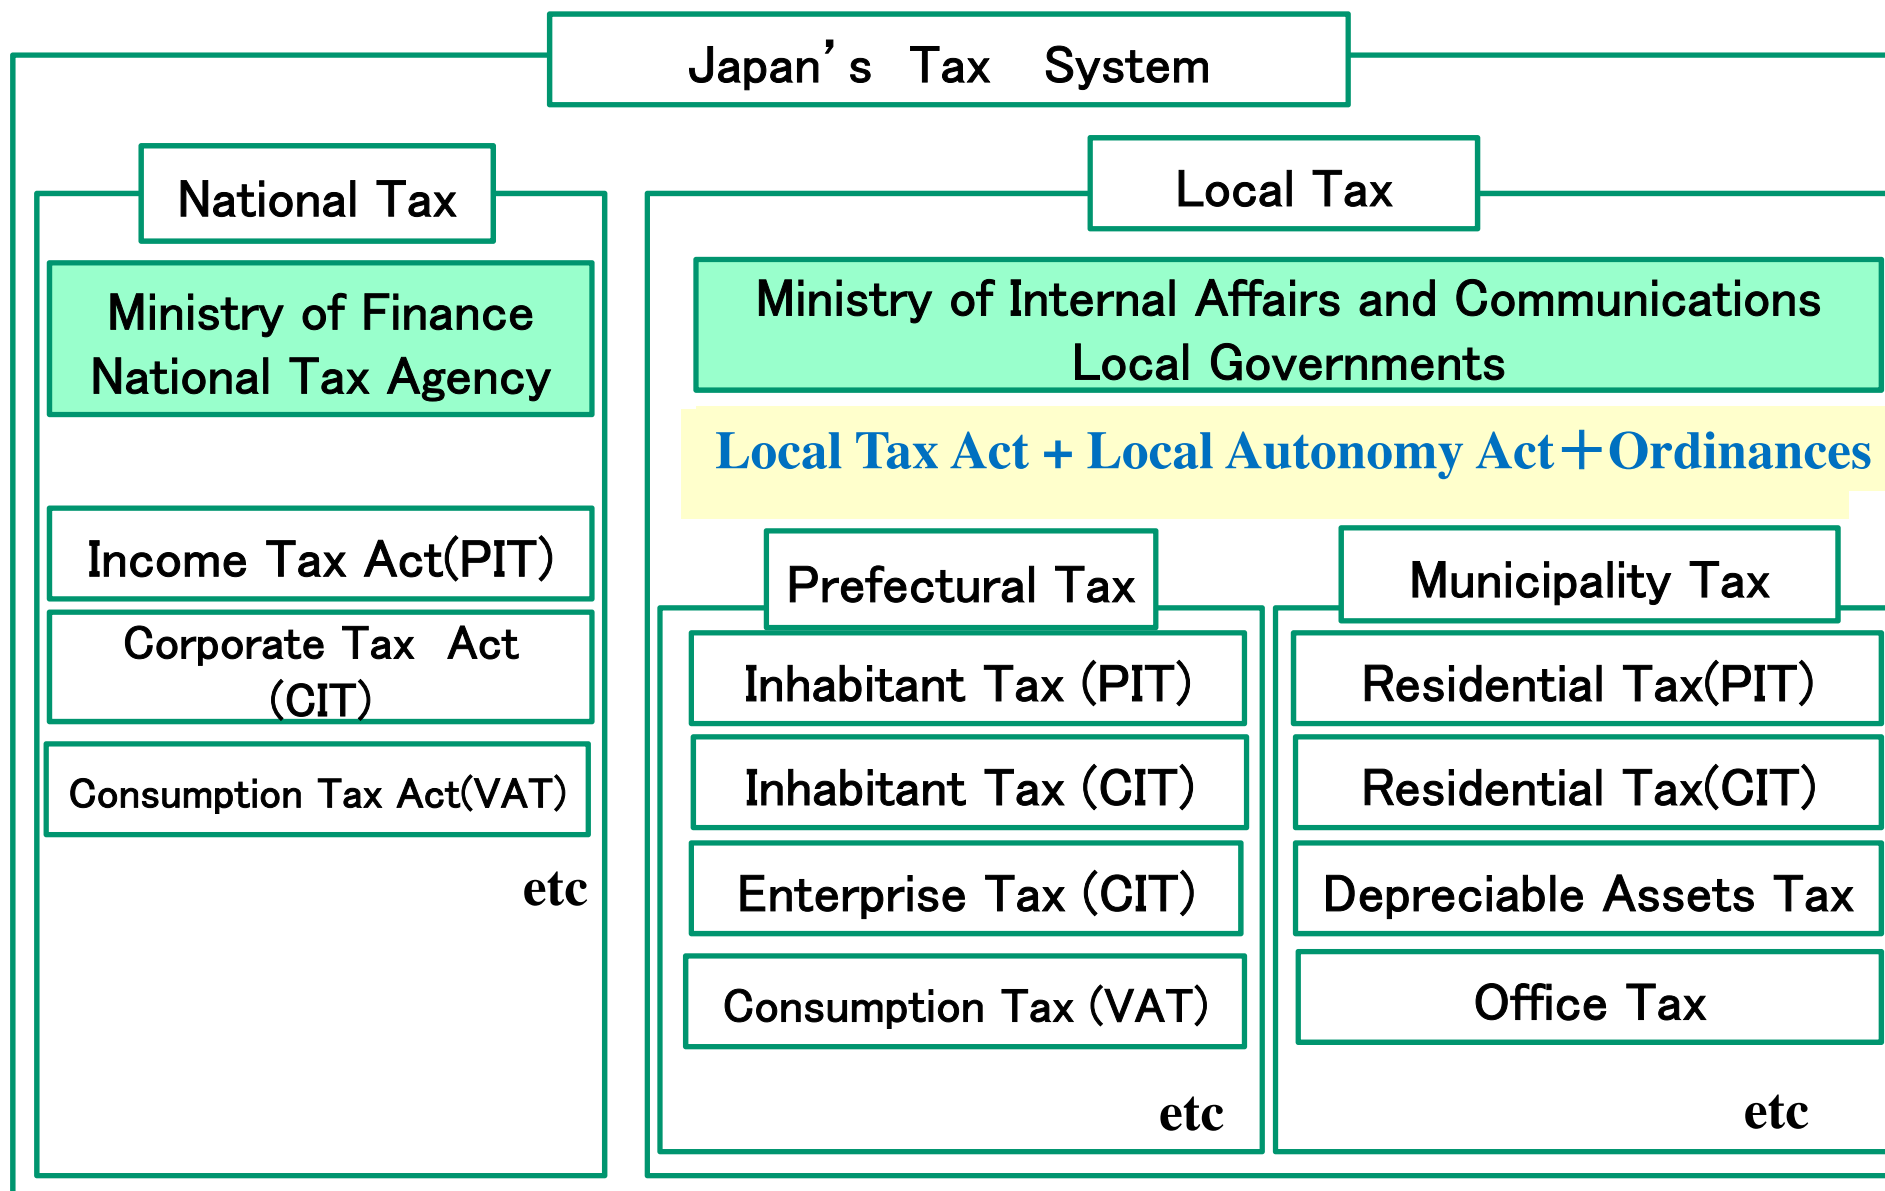 Japan’s Tax System
National Tax
Ministry of Finance
National Tax Agency
Income Tax Act(PIT)
Corporate Tax Act
(CIT)
Consumption Tax Act(VAT)
etc
Local Tax
Ministry of Internal Affairs and Communications
Local Governments
Local Tax Act + Local Autonomy Act＋Ordinances
Prefectural Tax
Inhabitant Tax (PIT)
Inhabitant Tax (CIT)
Enterprise Tax (CIT)
Consumption Tax (VAT)
etc
Municipality Tax
Residential Tax(PIT)
Residential Tax(CIT)
Depreciable Assets Tax
Office Tax
etc